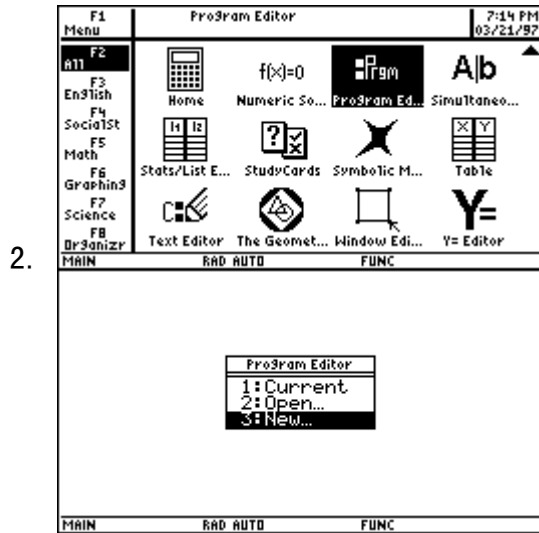 F1 Program Editor 7:14 PM
Menu 03/21/97
F2
All
F3
English
F4
SocialSt
F5
Math
F6
Graphing
F7
Science
F8
Organizr
Home Numeric So... Program Ed... Simultaneo...
Stats/List E... StudyCards Symbolic M... Table
Text Editor The Geomet... Window Edi... Y= Editor
f(x)=0 Prgm A|b
l1 l2 X Y
C: Y=
2.
MAIN RAD AUTO FUNC
Program Editor
1:Current
2:Open...
3:New...
MAIN RAD AUTO FUNC